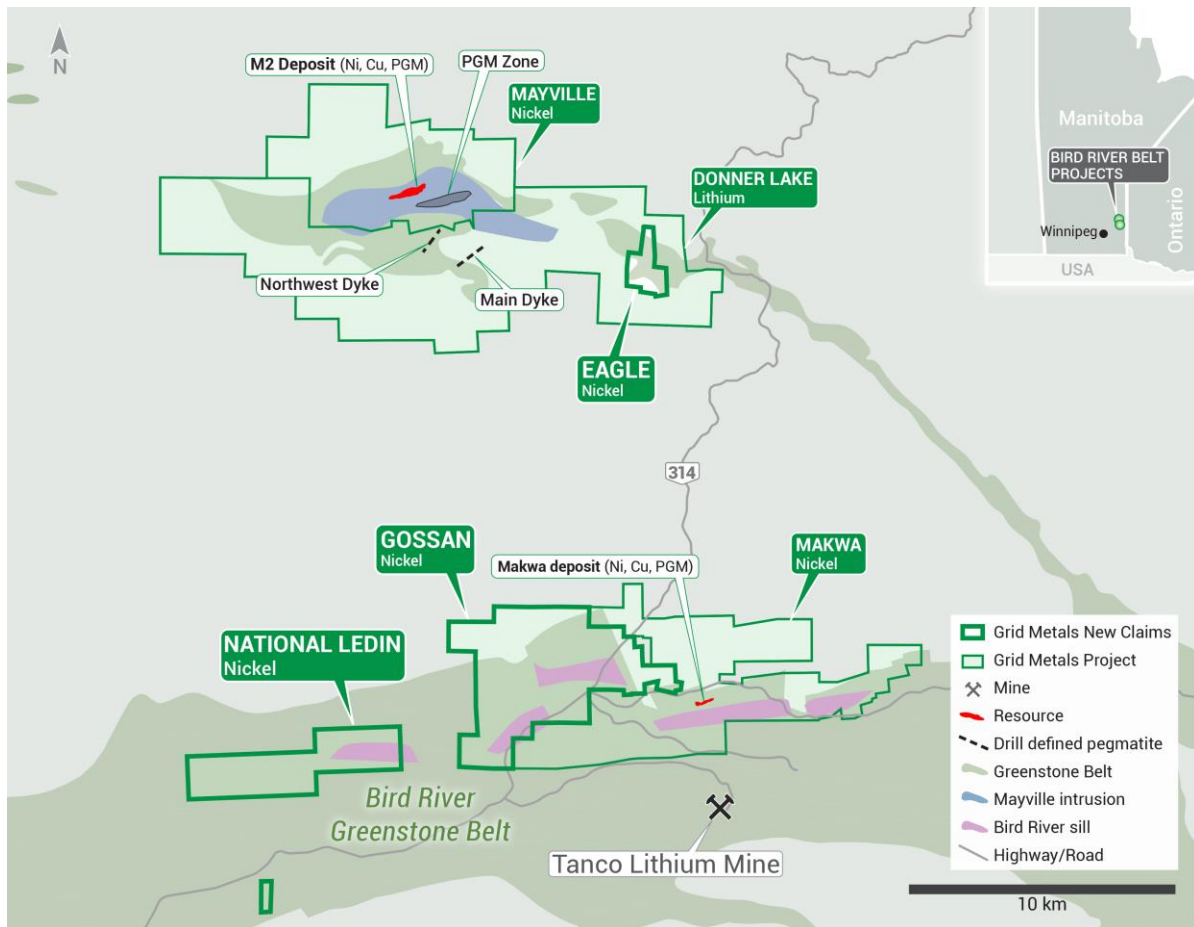 N
M2 Deposit (Ni, Cu, PGM)
PGM Zone
MAYVILLE
Nickel
DONNER LAKE
Lithium
Manitoba
BIRD RIVER BELT
PROJECTS
Winnipeg
Ontario
USA
Northwest Dyke
Main Dyke
EAGLE
Nickel
314
GOSSAN
Nickel
Makwa deposit (Ni, Cu, PGM)
MAKWA
Nickel
NATIONAL LEDIN
Nickel
Bird River
Greenstone Belt
Tanco Lithium Mine
Grid Metals New Claims
Grid Metals Project
Mine
Resource
Drill defined pegmatite
Greenstone Belt
Mayville intrusion
Bird River sill
Highway/Road
10 km